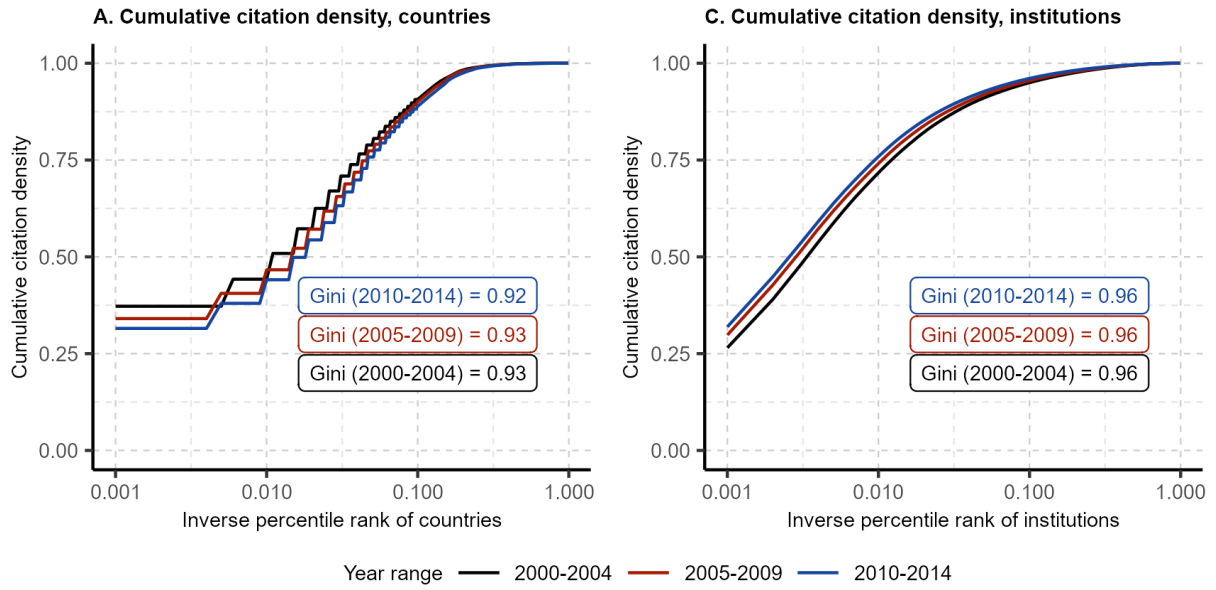 A. Cumulative citation density, countries
Cumulative citation density
1.00
0.75
0.50
0.25
0.00
Gini (2010-2014) = 0.92
Gini (2005-2009) = 0.93
Gini (2000-2004) = 0.93
0.001 0.010 0.100 1.000
Inverse percentile rank of countries
C. Cumulative citation density, institutions
Cumulative citation density
1.00
0.75
0.50
0.25
0.00
Gini (2010-2014) = 0.96
Gini (2005-2009) = 0.96
Gini (2000-2004) = 0.96
0.001 0.010 0.100 1.000
Inverse percentile rank of institutions
Year range 2000-2004 2005-2009 2010-2014